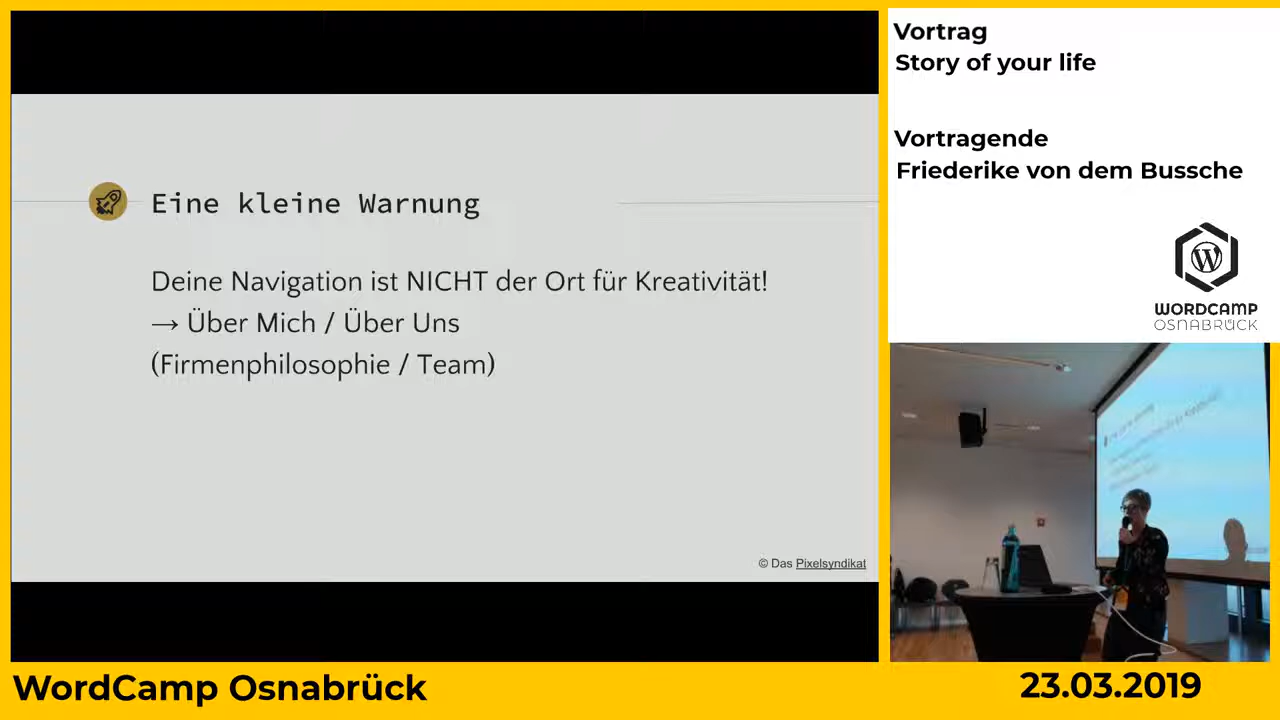 Eine kleine Warnung
Deine Navigation ist NICHT der Ort für Kreativität!
→ Über Mich / Über Uns
(Firmenphilosophie / Team)
© Das Pixelsyndikat
Vortrag
Story of your life
Vortragende
Friederike von dem Bussche
WORDCAMP
OSNABRÜCK
WordCamp Osnabrück
23.03.2019